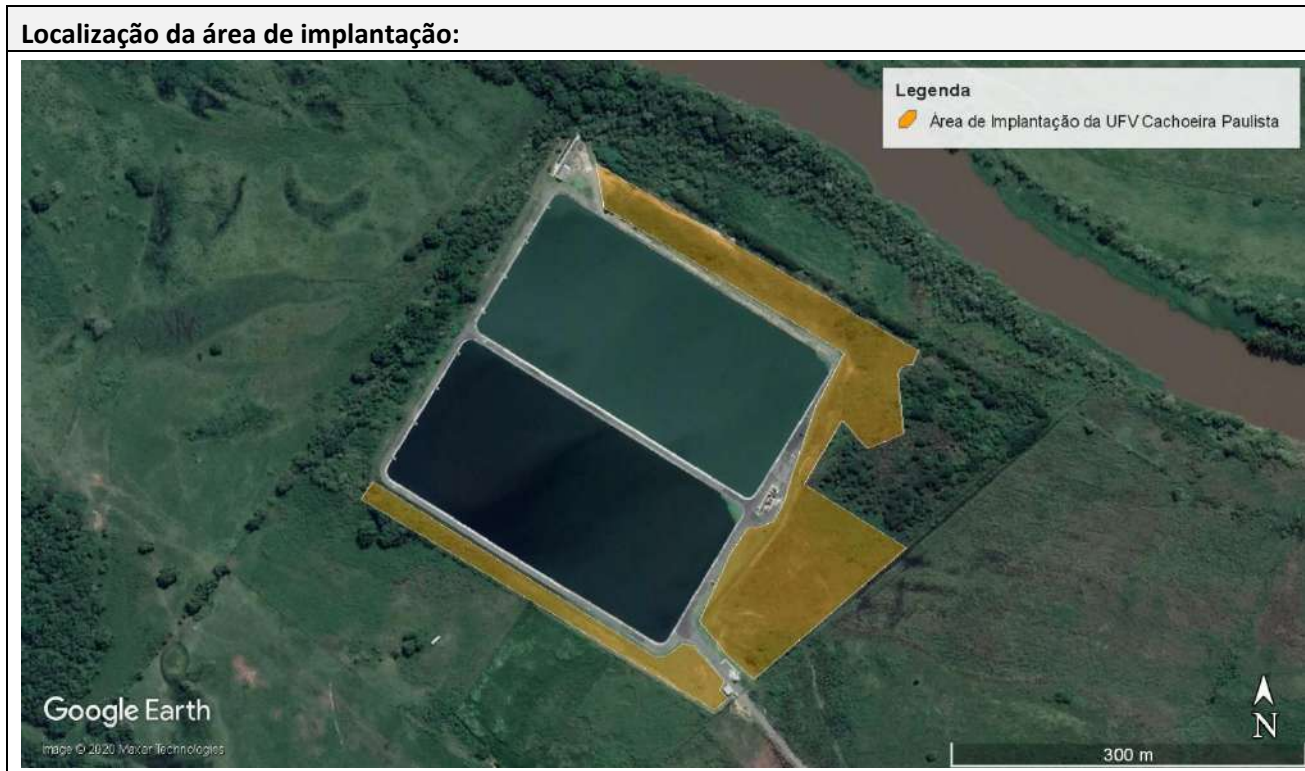 Localização da área de implantação:
Legenda
Área de Implantação da UFV Cachoeira Paulista
Google Earth
Image © 2020 Maxar Technologies
N
300 m